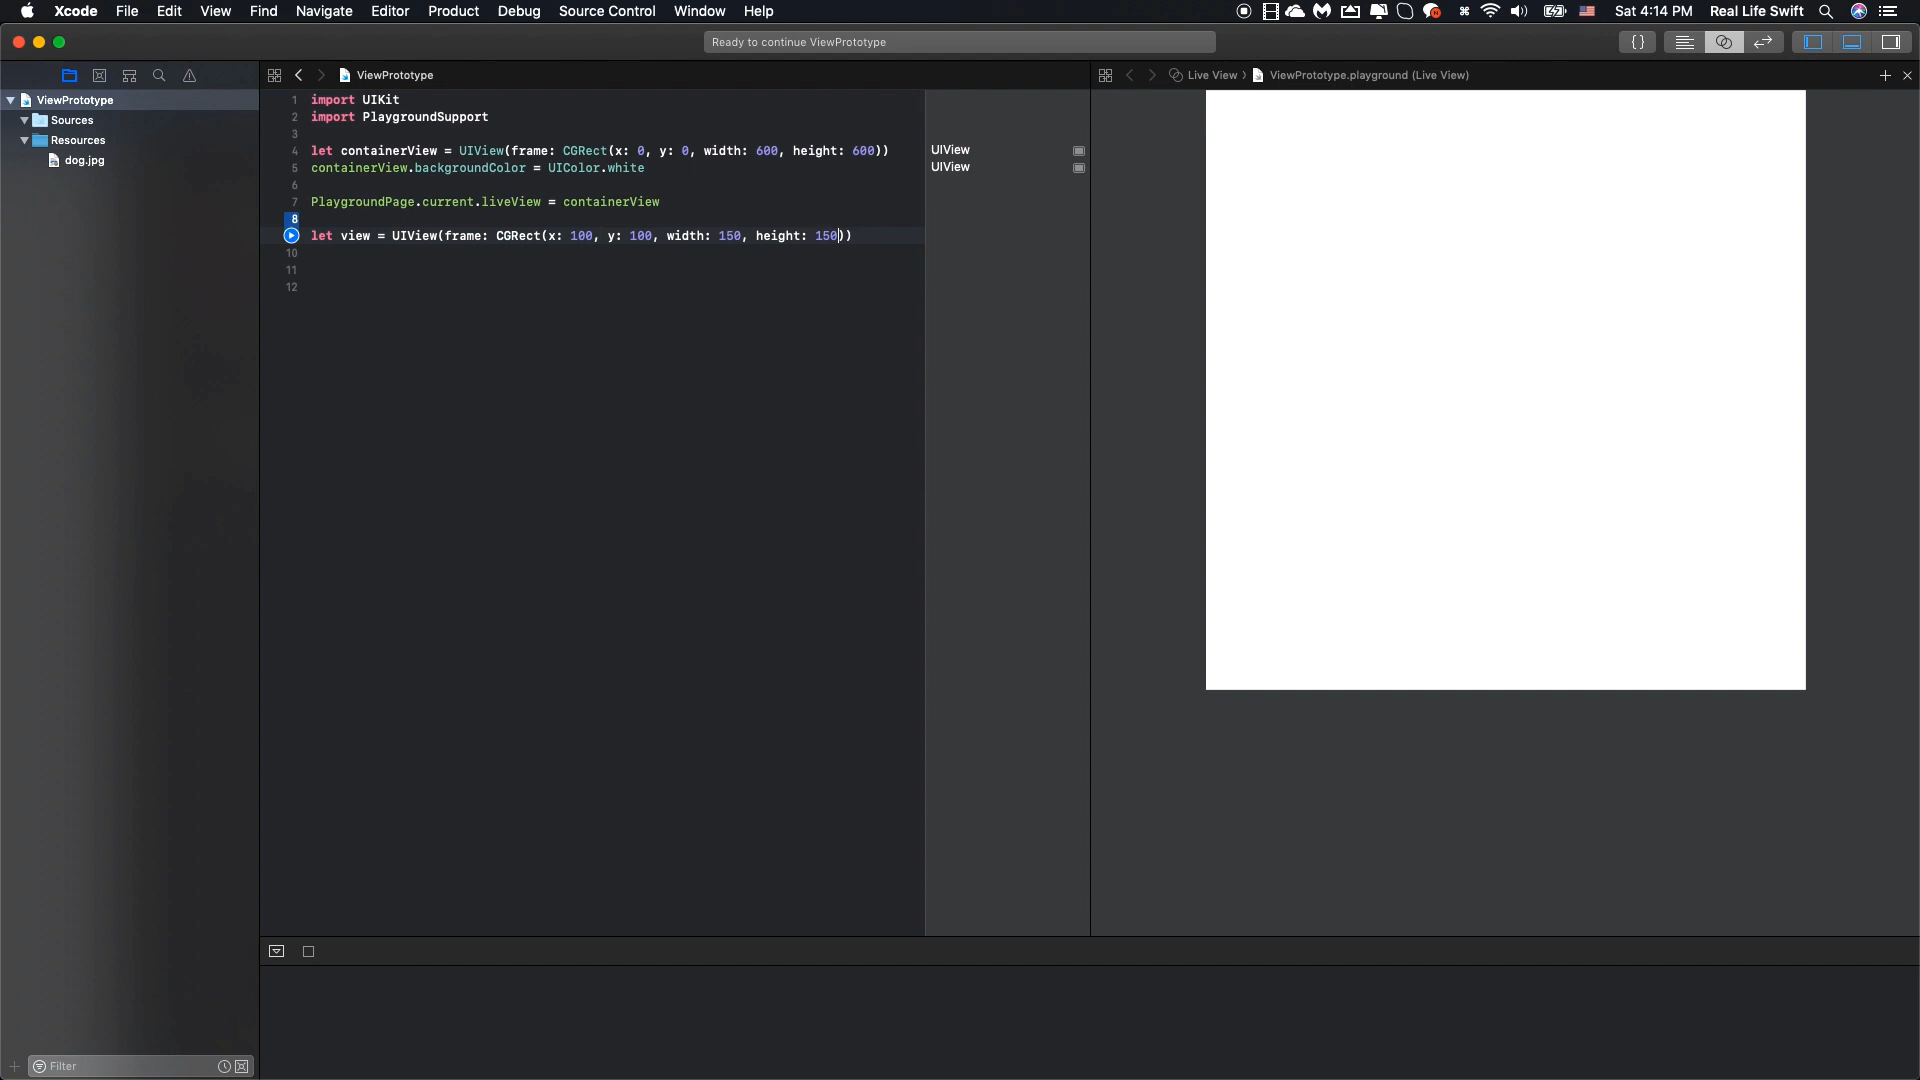 Xcode File Edit View Find Navigate Editor Product Debug Source Control Window Help
Sat 4:14 PM Real Life Swift
Ready to continue ViewPrototype
{}
ViewPrototype
Live View ViewPrototype.playground (Live View)
ViewPrototype
Sources
Resources
dog.jpg
1 import UIKit
2 import PlaygroundSupport
3
4 let containerView = UIView(frame: CGRect(x: 0, y: 0, width: 600, height: 600))
5 containerView.backgroundColor = UIColor.white
6
7 PlaygroundPage.current.liveView = containerView
8
let view = UIView(frame: CGRect(x: 100, y: 100, width: 150, height: 150))
10
11
12
UIView
UIView
Filter